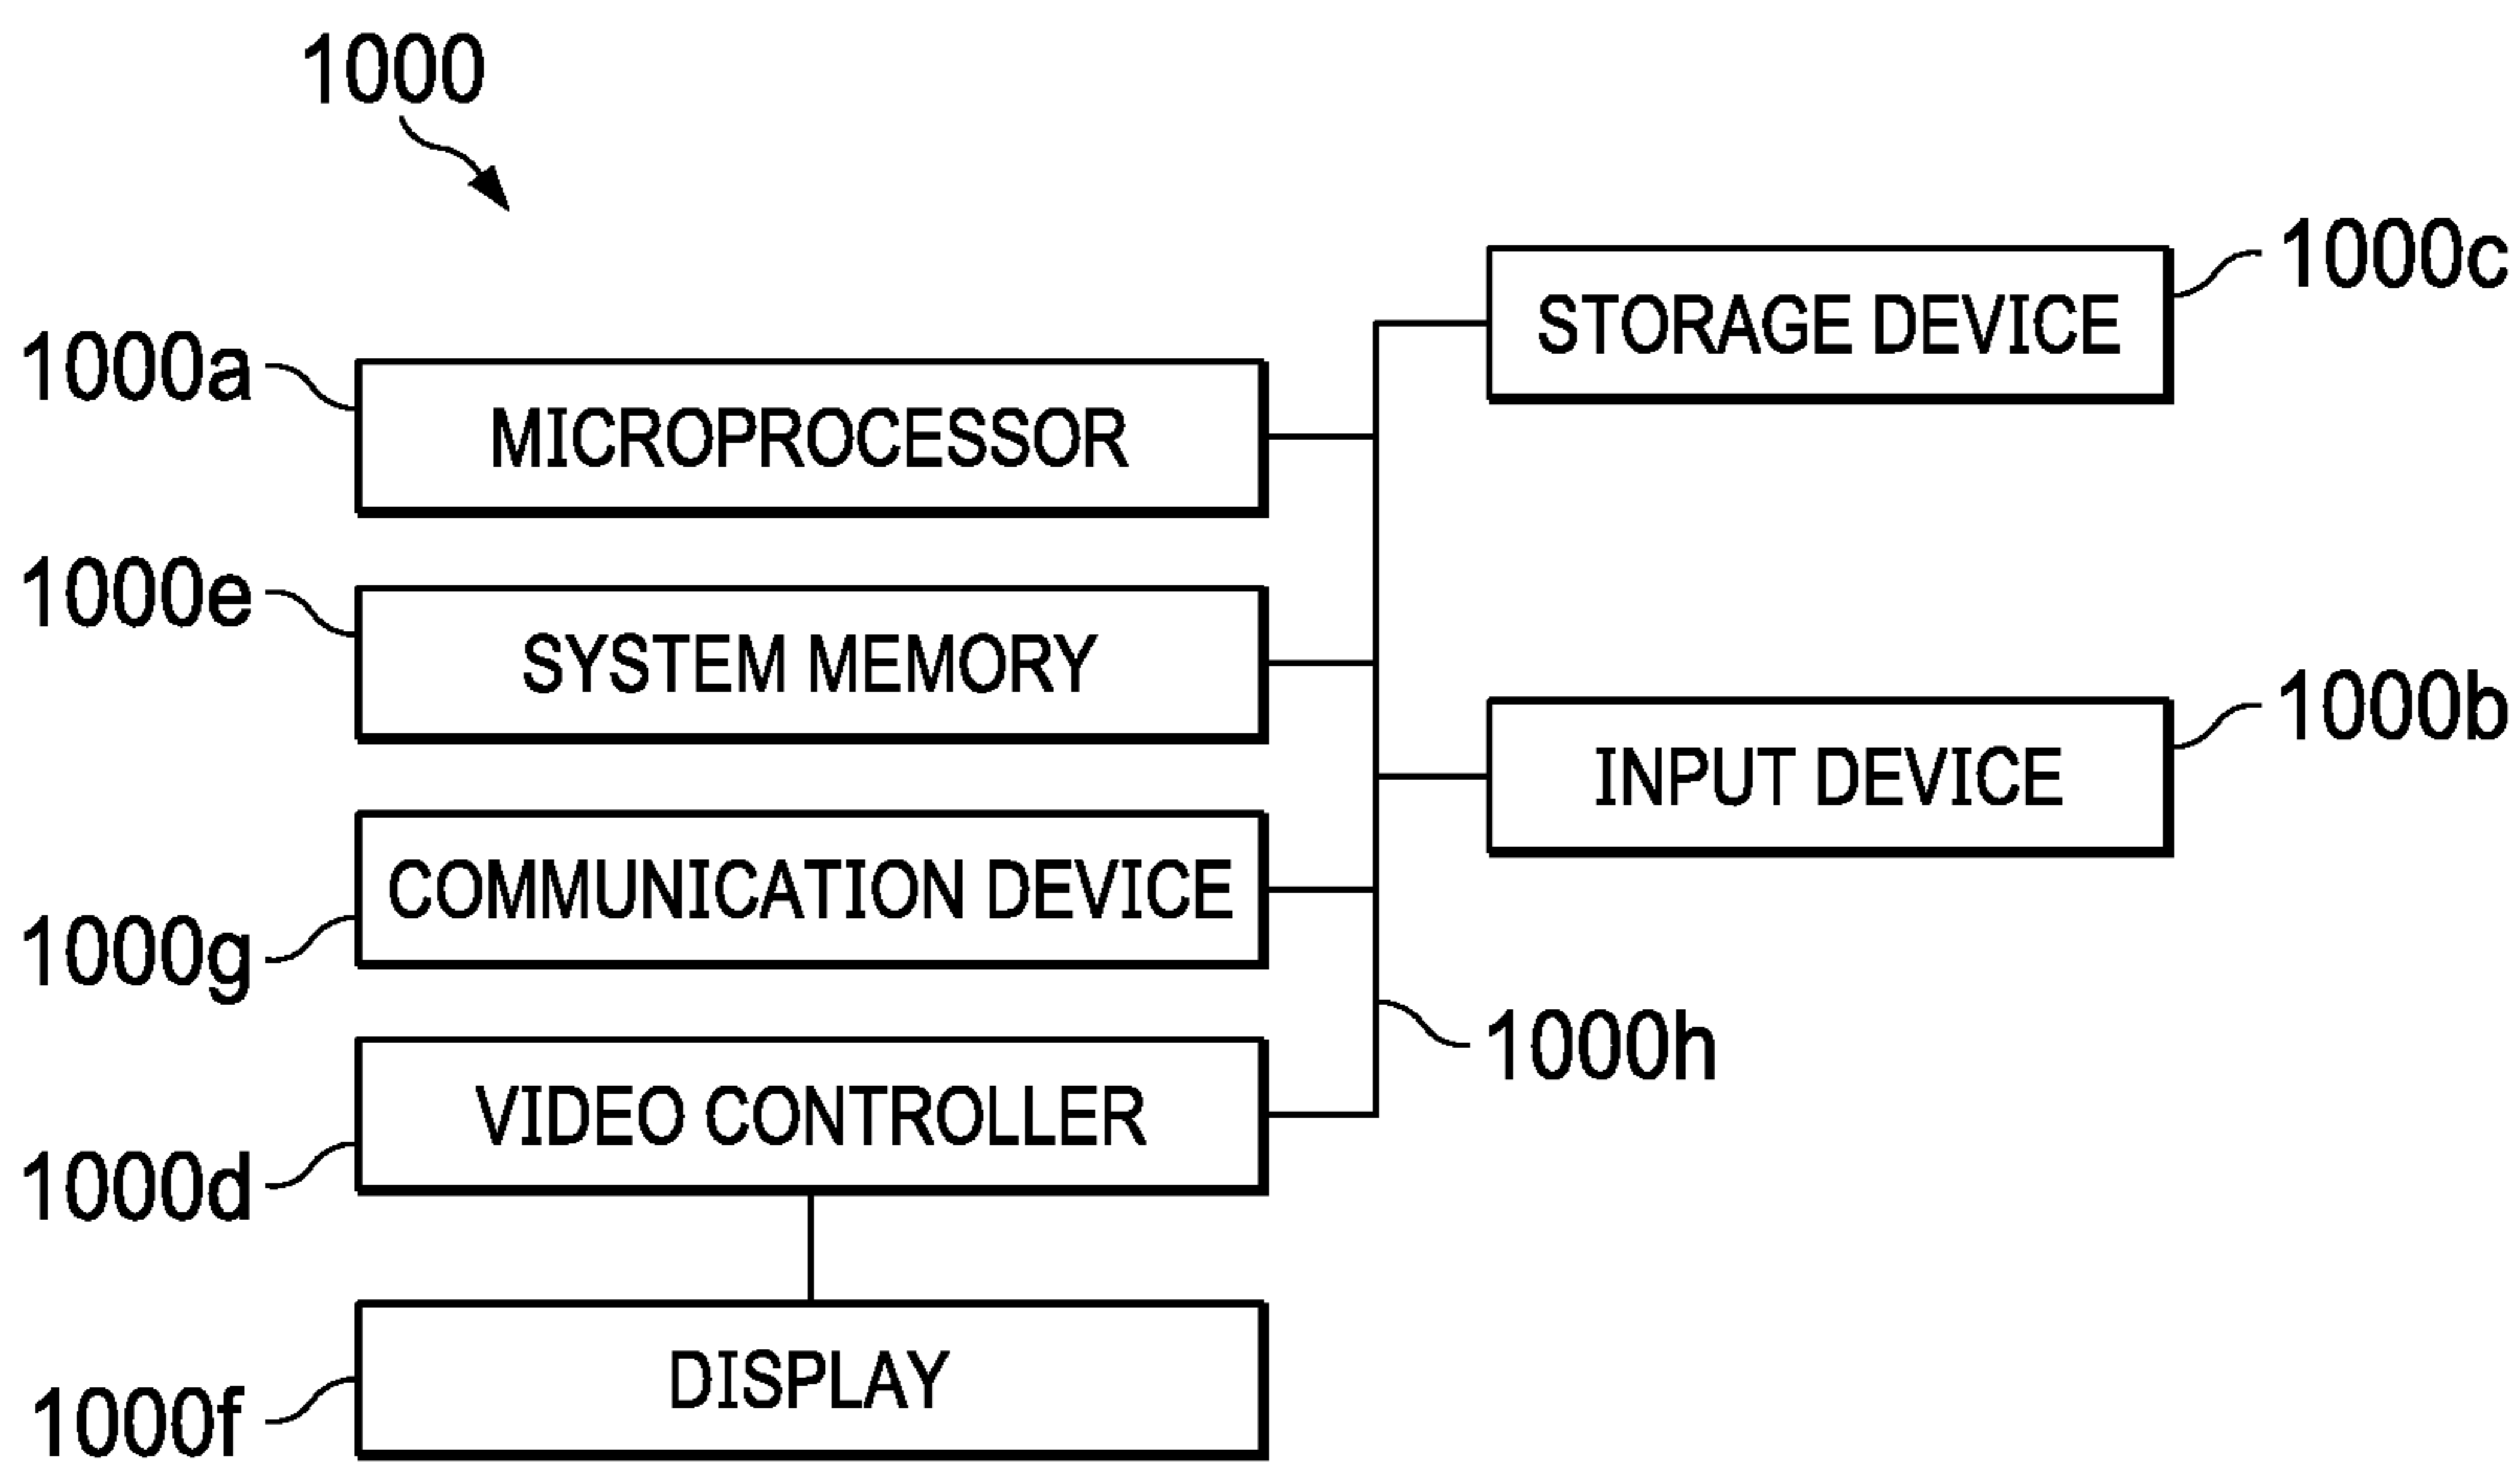 1000
1000c
STORAGE DEVICE
1000a
MICROPROCESSOR
1000e
SYSTEM MEMORY
1000b
INPUT DEVICE
COMMUNICATION DEVICE
1000g
1000h
VIDEO CONTROLLER
1000d
DISPLAY
1000f